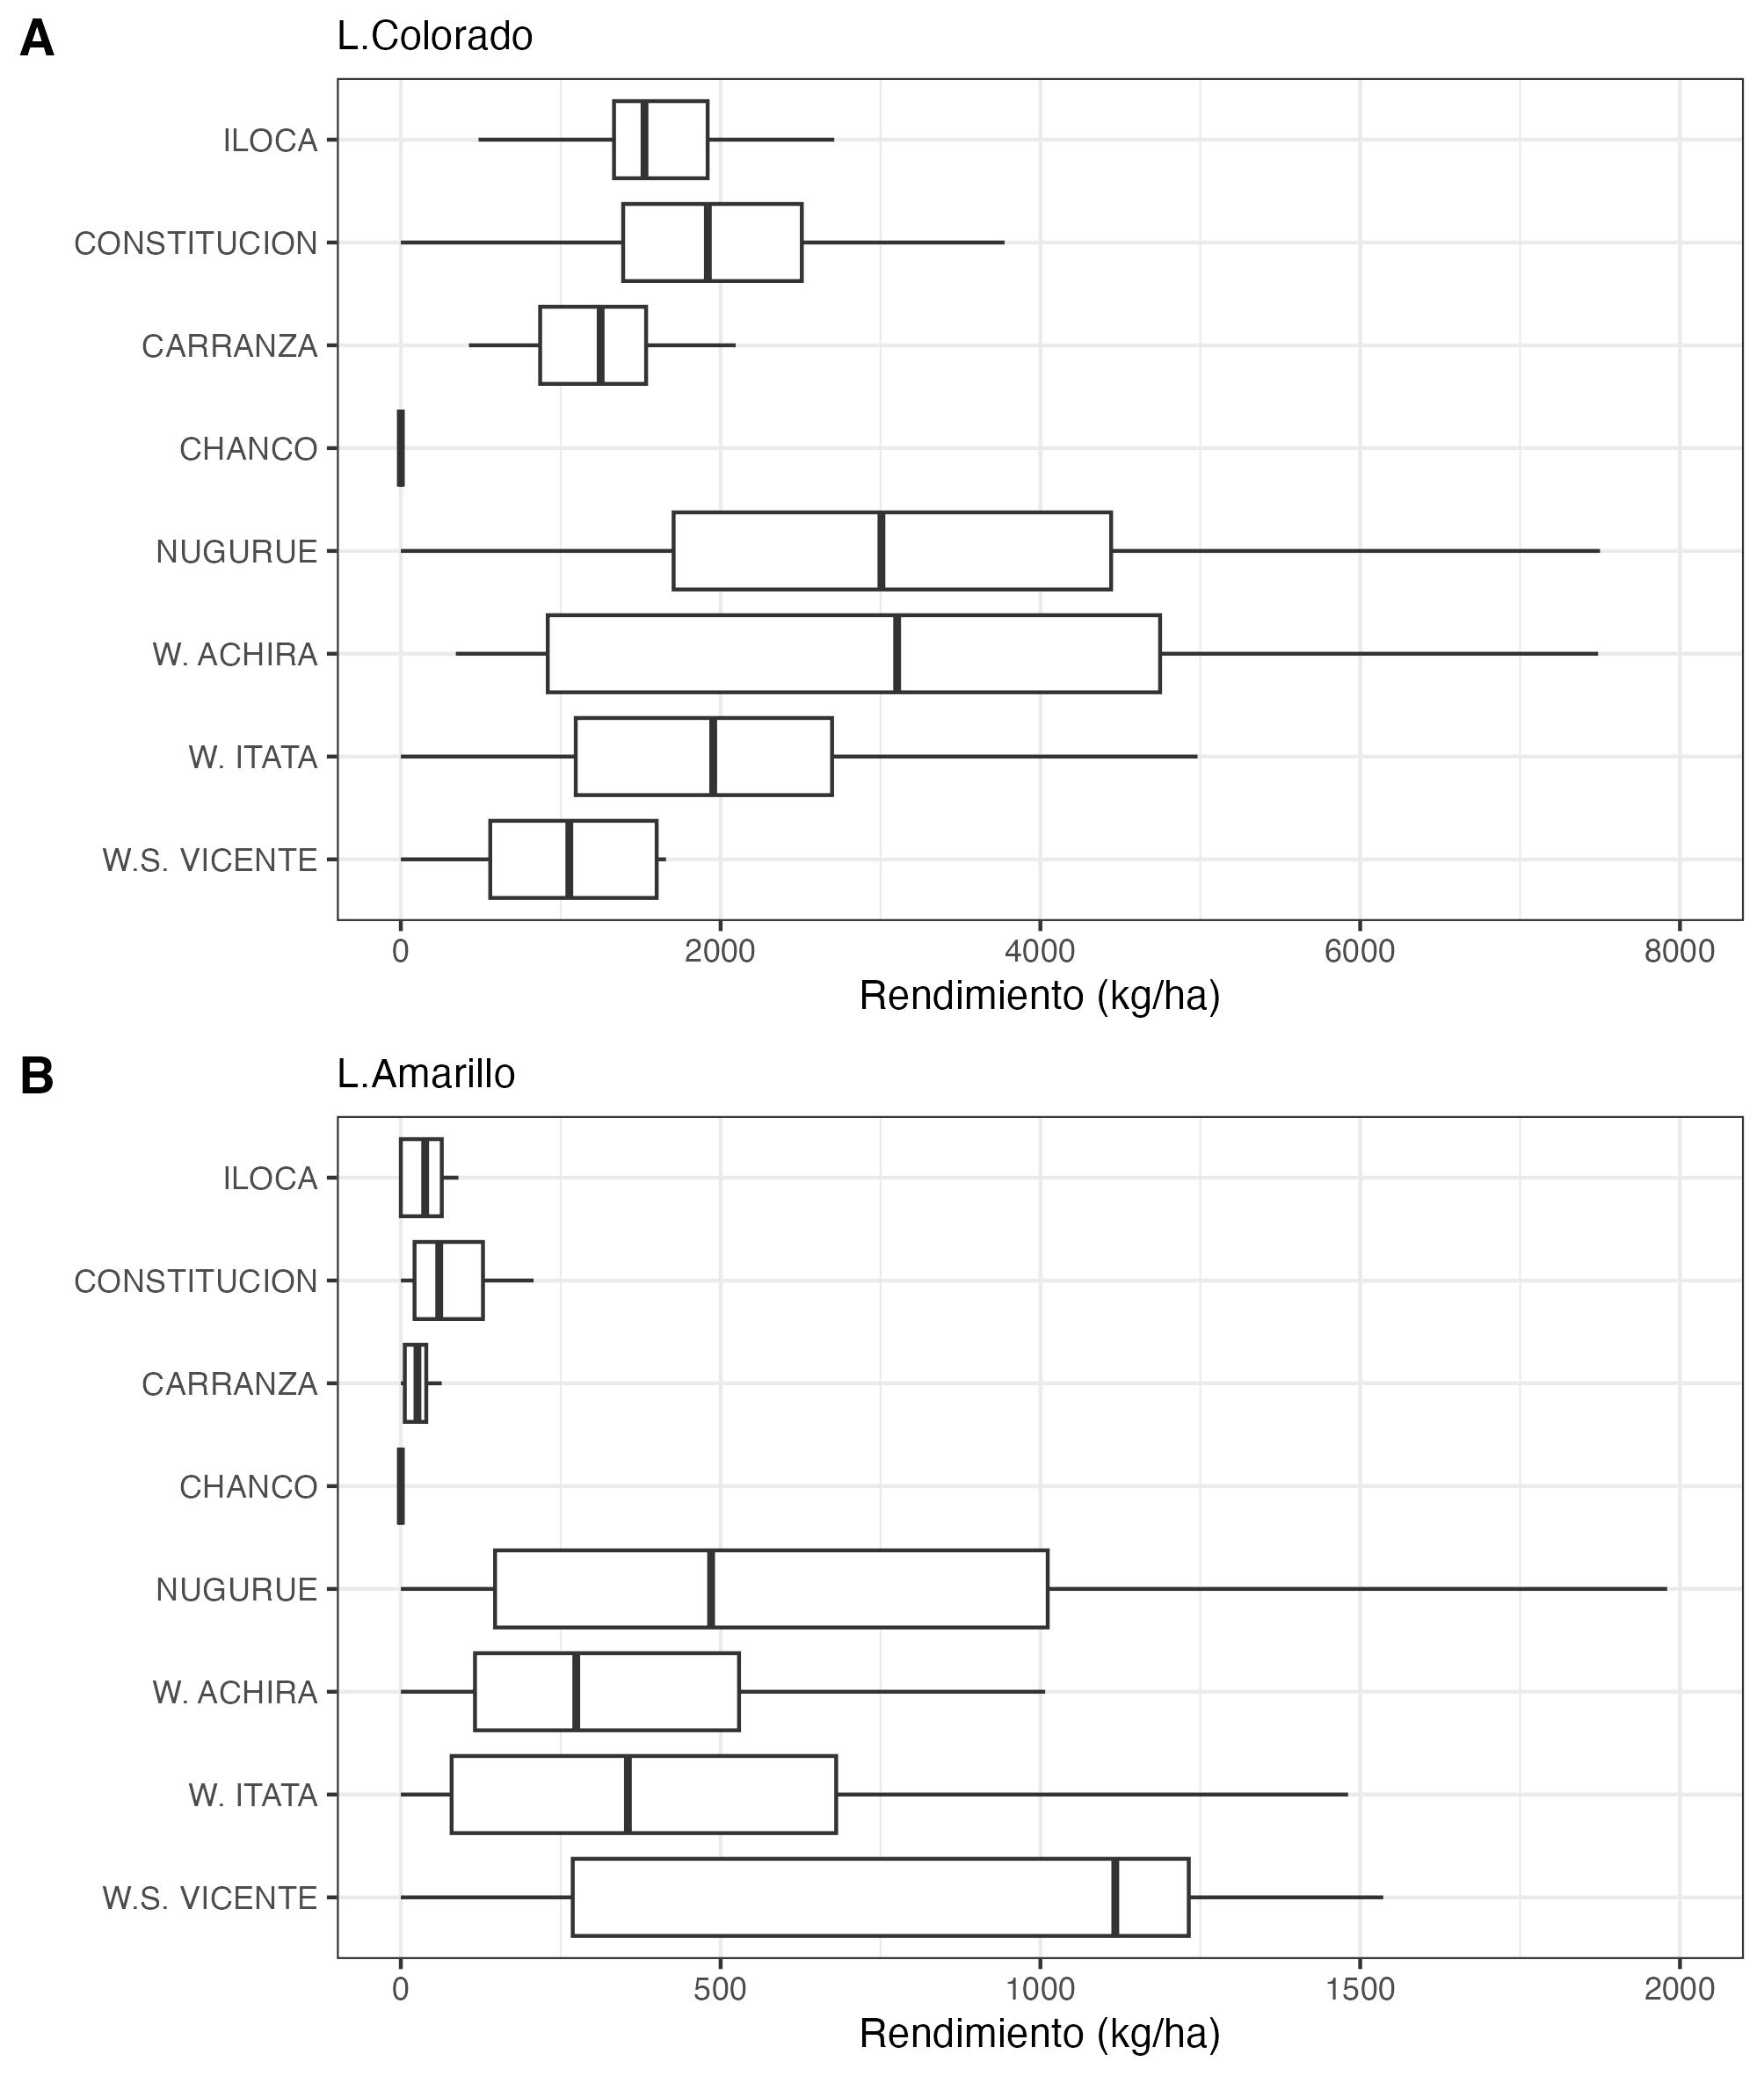 A
L.Colorado
ILOCA
CONSTITUCION
CARRANZA
CHANCO
NUGURUE
W. ACHIRA
W. ITATA
W.S. VICENTE
0 2000 4000 6000 8000
Rendimiento (kg/ha)
B
L.Amarillo
ILOCA
CONSTITUCION
CARRANZA
CHANCO
NUGURUE
W. ACHIRA
W. ITATA
W.S. VICENTE
0 500 1000 1500 2000
Rendimiento (kg/ha)